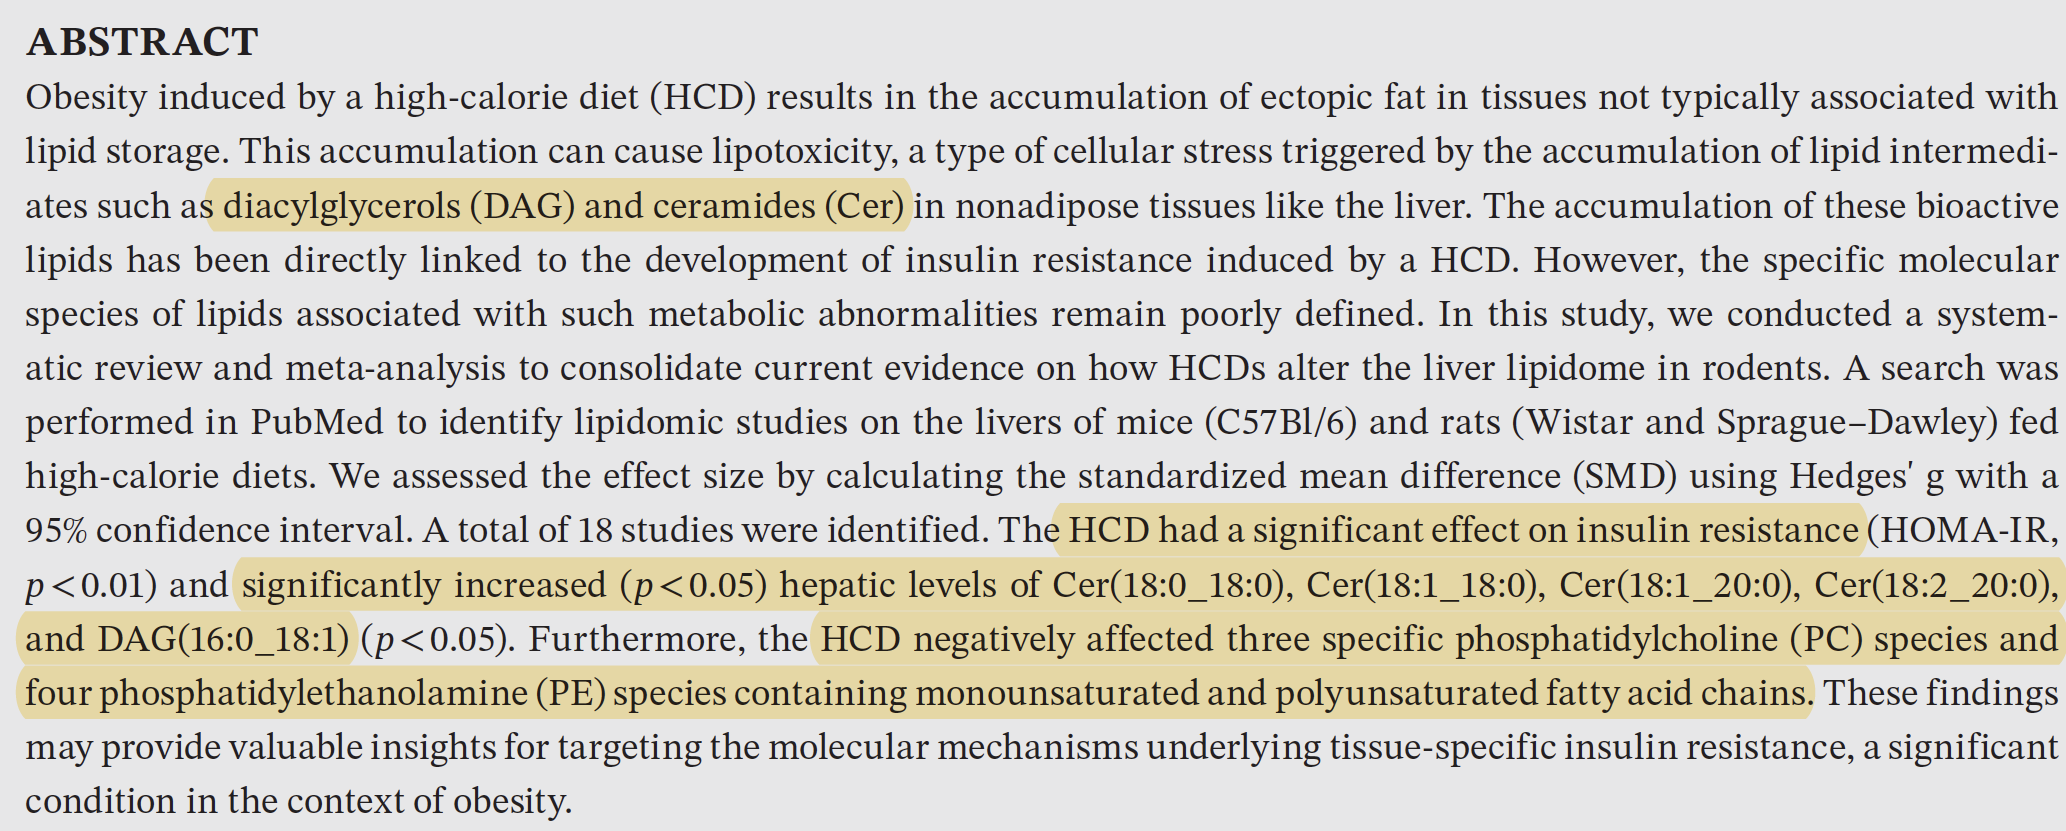 ABSTRACT
Obesity induced by a high-calorie diet (HCD) results in the accumulation of ectopic fat in tissues not typically associated with
lipid storage. This accumulation can cause lipotoxicity, a type of cellular stress triggered by the accumulation of lipid intermedi-
ates such as diacylglycerols (DAG) and ceramides (Cer) in nonadipose tissues like the liver. The accumulation of these bioactive
lipids has been directly linked to the development of insulin resistance induced by a HCD. However, the specific molecular
species of lipids associated with such metabolic abnormalities remain poorly defined. In this study, we conducted a system-
atic review and meta-analysis to consolidate current evidence on how HCDs alter the liver lipidome in rodents. A search was
performed in PubMed to identify lipidomic studies on the livers of mice (C57Bl/6) and rats (Wistar and Sprague–Dawley) fed
high-calorie diets. We assessed the effect size by calculating the standardized mean difference (SMD) using Hedges' g with a
95% confidence interval. A total of 18 studies were identified. The HCD had a significant effect on insulin resistance (HOMA-IR,
p < 0.01) and significantly increased (p < 0.05) hepatic levels of Cer(18:0_18:0), Cer(18:1_18:0), Cer(18:1_20:0), Cer(18:2_20:0),
and DAG(16:0_18:1) (p < 0.05). Furthermore, the HCD negatively affected three specific phosphatidylcholine (PC) species and
four phosphatidylethanolamine (PE) species containing monounsaturated and polyunsaturated fatty acid chains. These findings
may provide valuable insights for targeting the molecular mechanisms underlying tissue-specific insulin resistance, a significant
condition in the context of obesity.